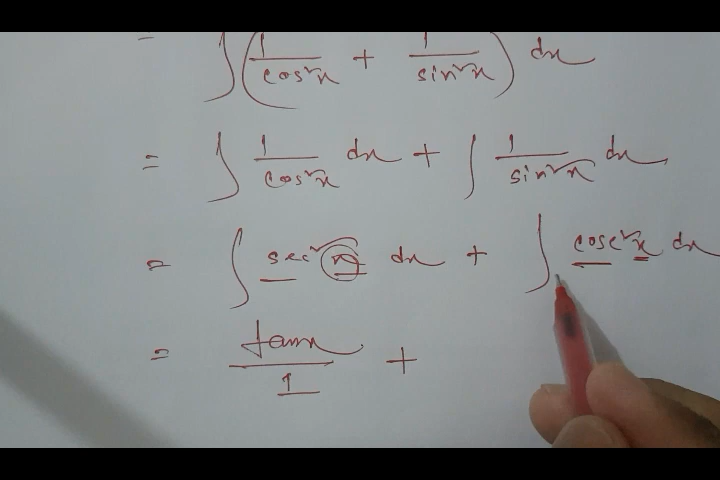 = ∫(1/cos²x + 1/sin²x) dx
= ∫ 1/cos²x dx + ∫ 1/sin²x dx
= ∫ sec²x dx + ∫ cosec²x dx
= tanx/1 +